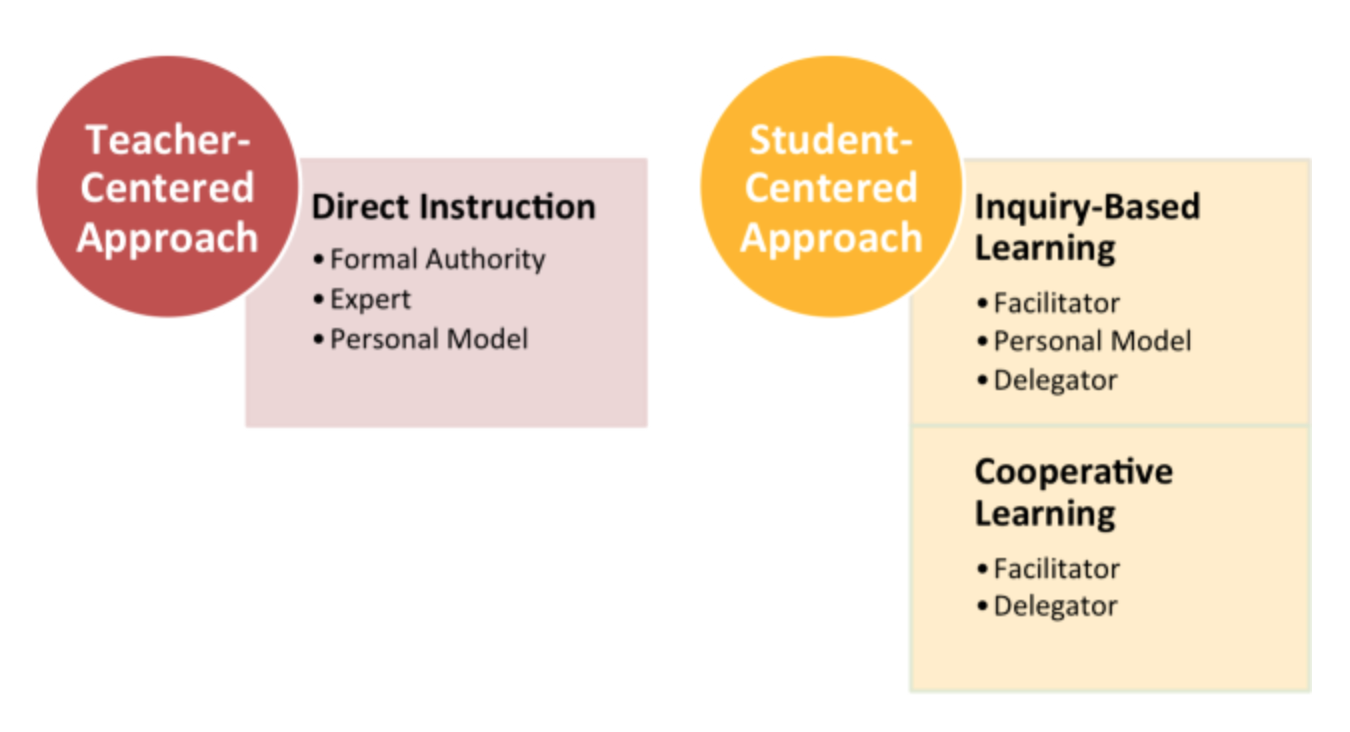 Teacher-
Centered
Approach
Direct Instruction
•Formal Authority
•Expert
•Personal Model
Student-
Centered
Approach
Inquiry-Based
Learning
•Facilitator
•Personal Model
•Delegator
Cooperative
Learning
•Facilitator
•Delegator